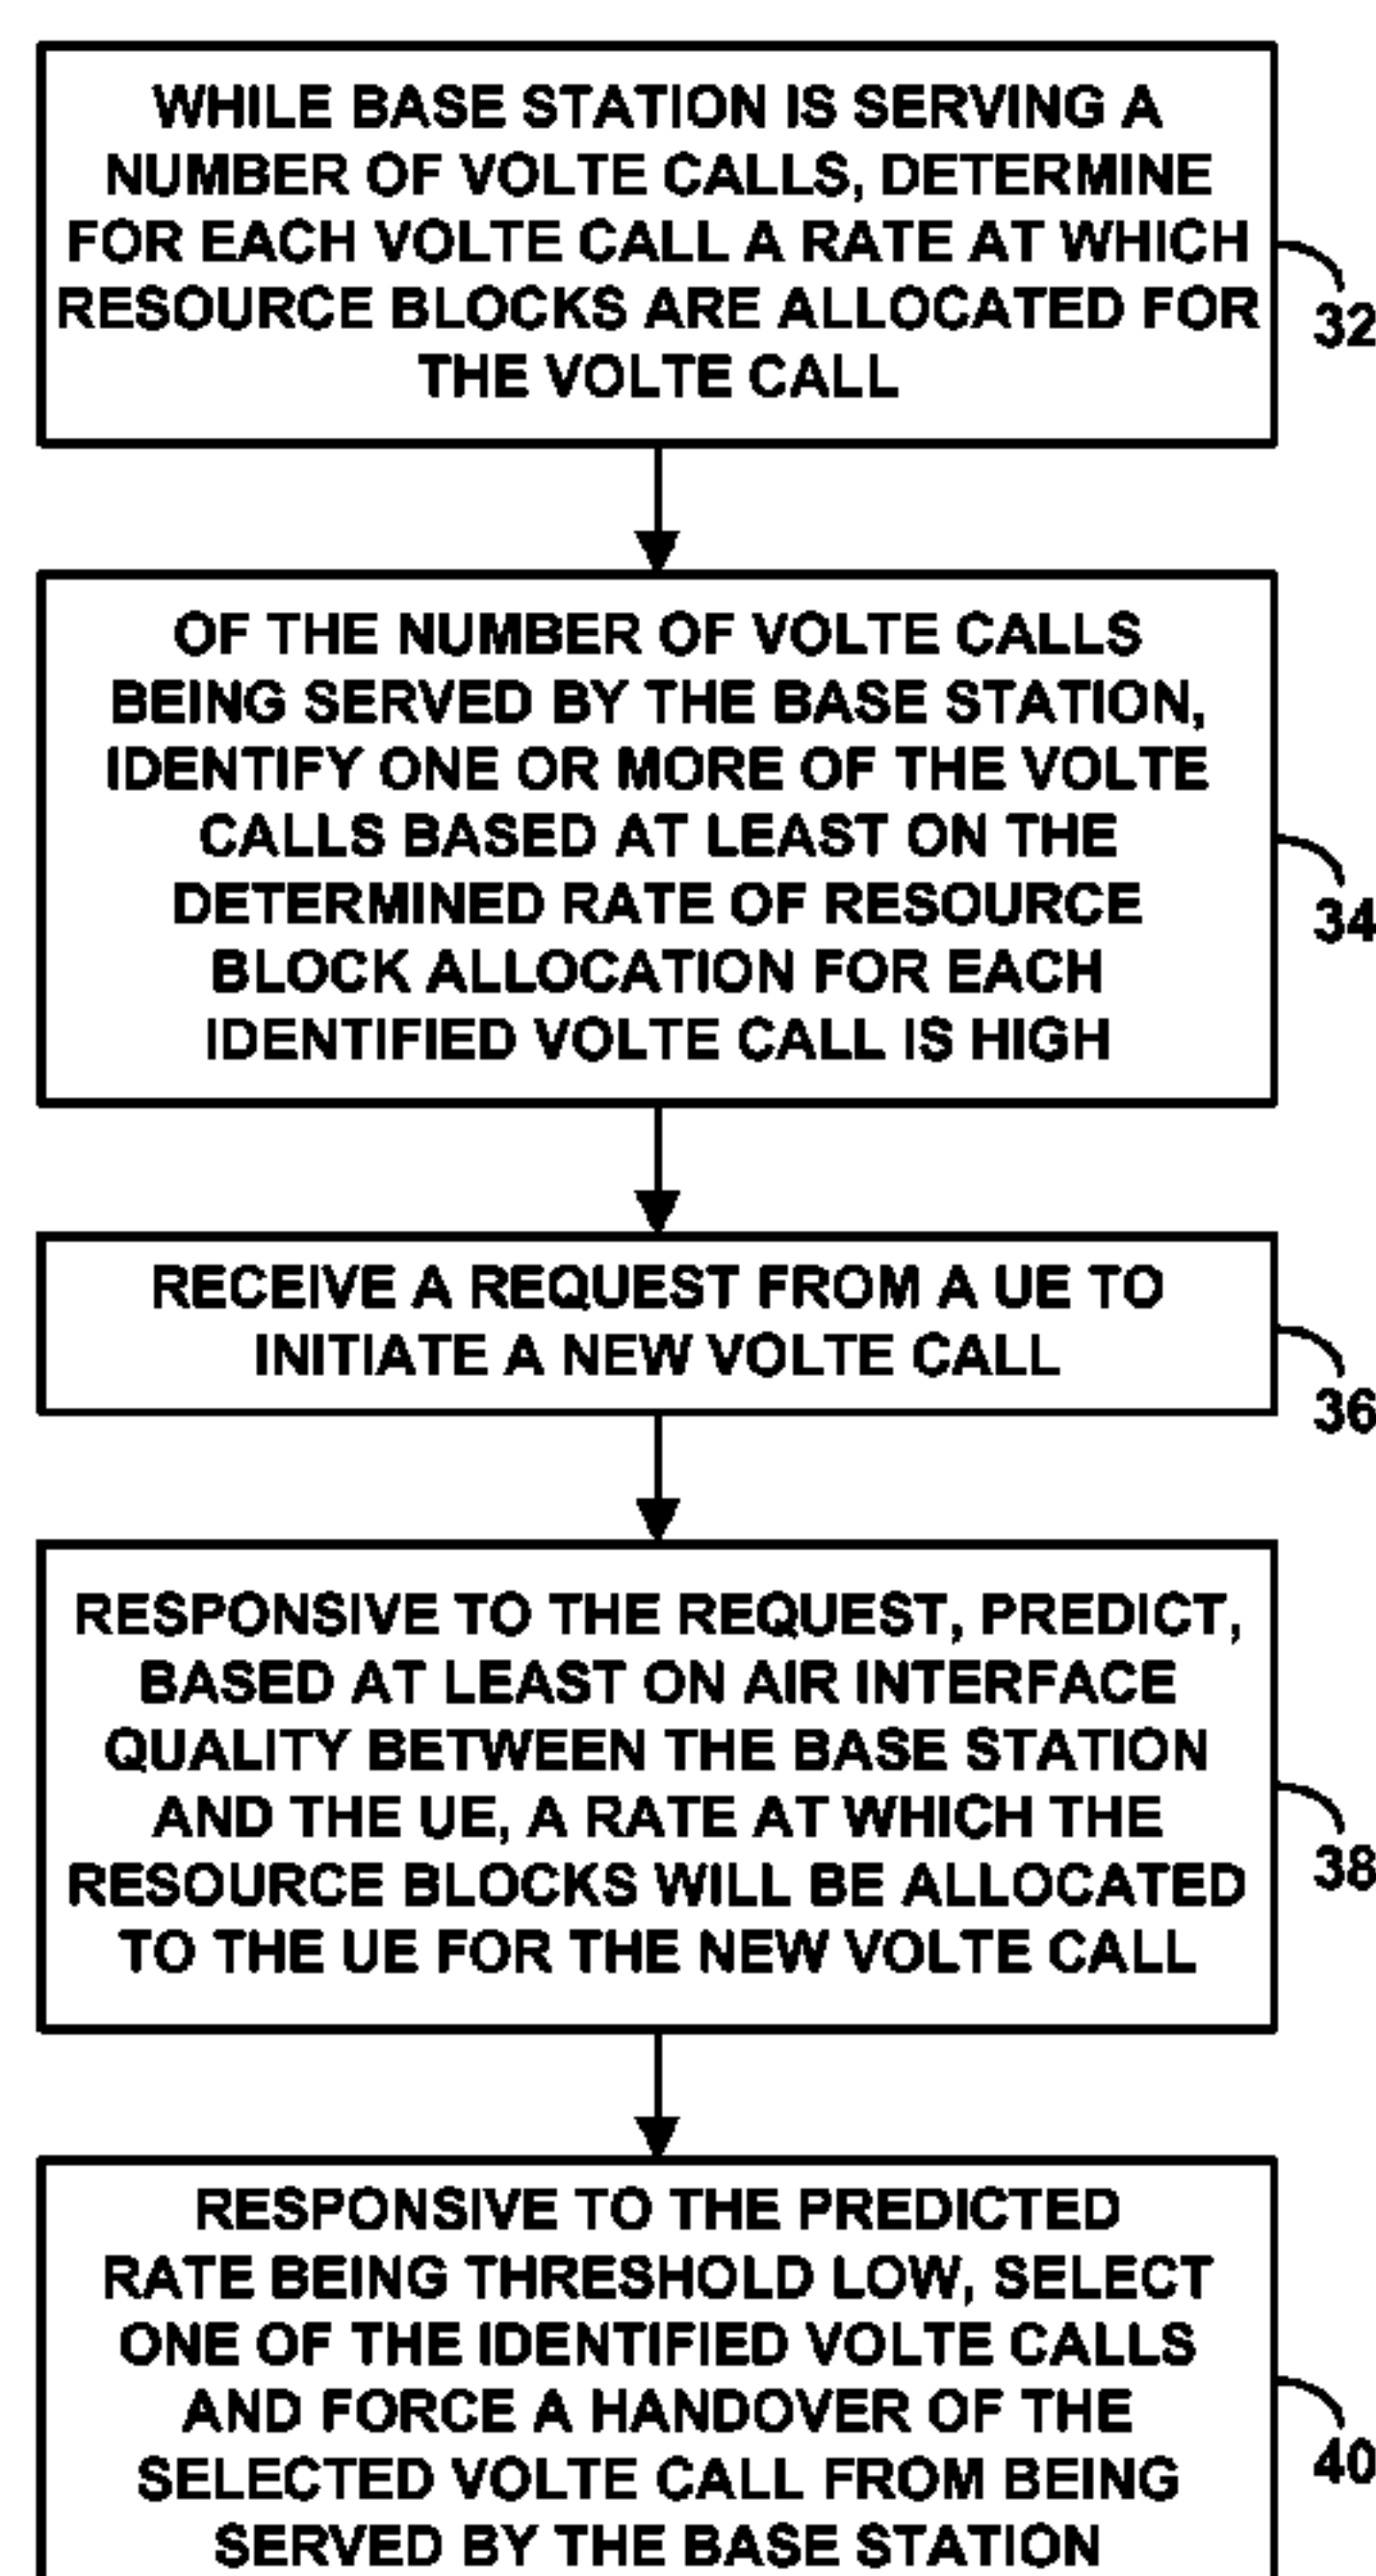 WHILE BASE STATION IS SERVING A
NUMBER OF VOLTE CALLS, DETERMINE
FOR EACH VOLTE CALL A RATE AT WHICH
RESOURCE BLOCKS ARE ALLOCATED FOR
THE VOLTE CALL
32
OF THE NUMBER OF VOLTE CALLS
BEING SERVED BY THE BASE STATION,
IDENTIFY ONE OR MORE OF THE VOLTE
CALLS BASED AT LEAST ON THE
DETERMINED RATE OF RESOURCE
BLOCK ALLOCATION FOR EACH
IDENTIFIED VOLTE CALL IS HIGH
34
RECEIVE A REQUEST FROM A UE TO
INITIATE A NEW VOLTE CALL
36
RESPONSIVE TO THE REQUEST, PREDICT,
BASED AT LEAST ON AIR INTERFACE
QUALITY BETWEEN THE BASE STATION
AND THE UE, A RATE AT WHICH THE
RESOURCE BLOCKS WILL BE ALLOCATED
TO THE UE FOR THE NEW VOLTE CALL
38
RESPONSIVE TO THE PREDICTED
RATE BEING THRESHOLD LOW, SELECT
ONE OF THE IDENTIFIED VOLTE CALLS
AND FORCE A HANDOVER OF THE
SELECTED VOLTE CALL FROM BEING
SERVED BY THE BASE STATION
40